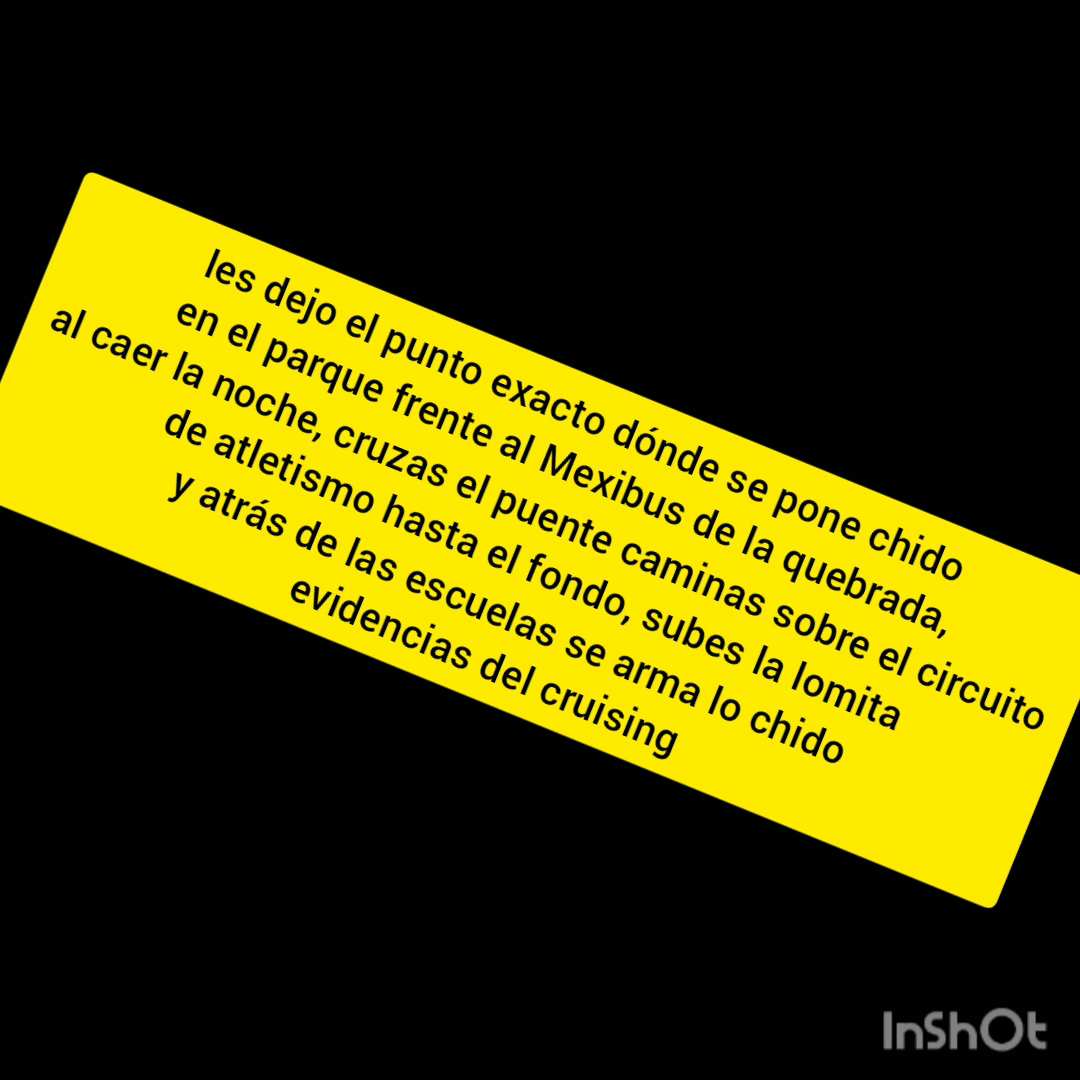 les dejo el punto exacto dónde se pone chido
en el parque frente al Mexibus de la quebrada,
al caer la noche, cruzas el puente caminas sobre el circuito
de atletismo hasta el fondo, subes la lomita
y atrás de las escuelas se arma lo chido
evidencias del cruising
InShOt